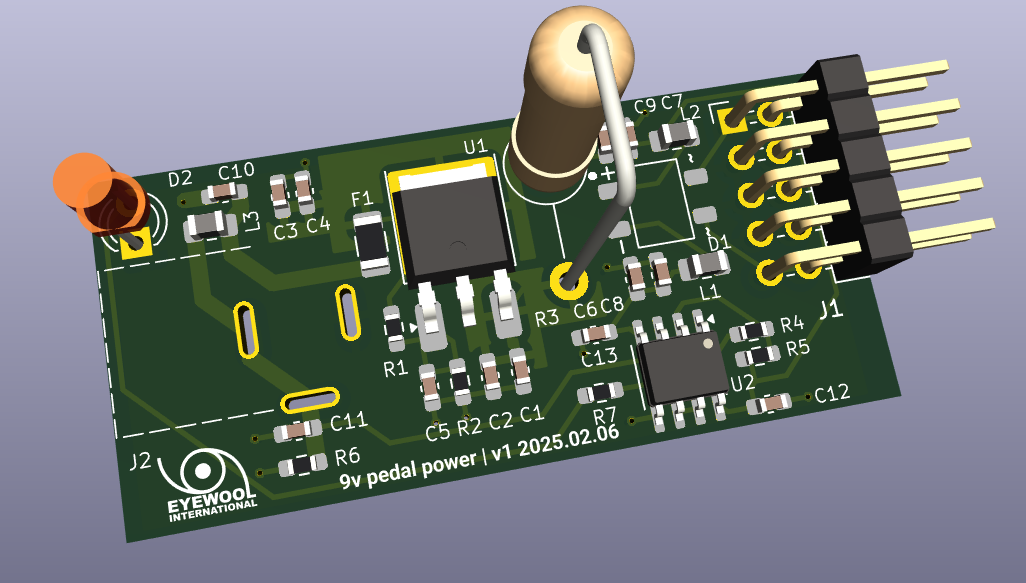 C9 C7
L2
D2
C10
U1
F1
L3
C3 C4
+
D1
L1
R3
C6 C8
J1
R1
C13
R4
R5
U2
C5 R2 C2 C1
R7
C12
C11
J2
R6
9v pedal power | v1 2025.02.06
EYEWOOL
INTERNATIONAL